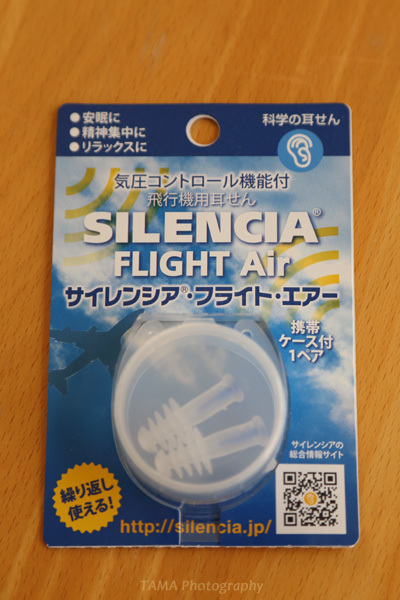 ●安眠に
●精神集中に
●リラックスに
科学の耳せん
気圧コントロール機能付
飛行機用耳せん
SILENCIA®
FLIGHT Air
サイレンシア®・フライト・エアー
携帯
ケース付
1ペア
サイレンシアの
総合情報サイト
繰り返し
使える!
http://silencia.jp/
TAMA Photography